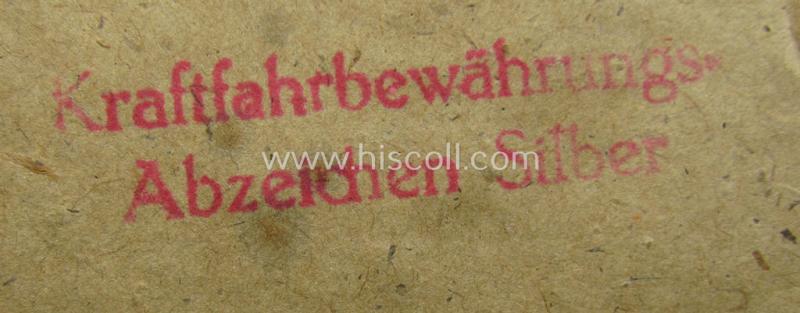 Kraftfahrbewährungs-
Abzeichen Silber
www.hiscoll.com